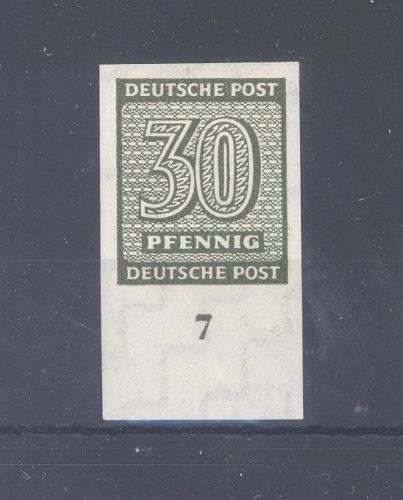 DEUTSCHE POST
30
PFENNIG
DEUTSCHE POST
7